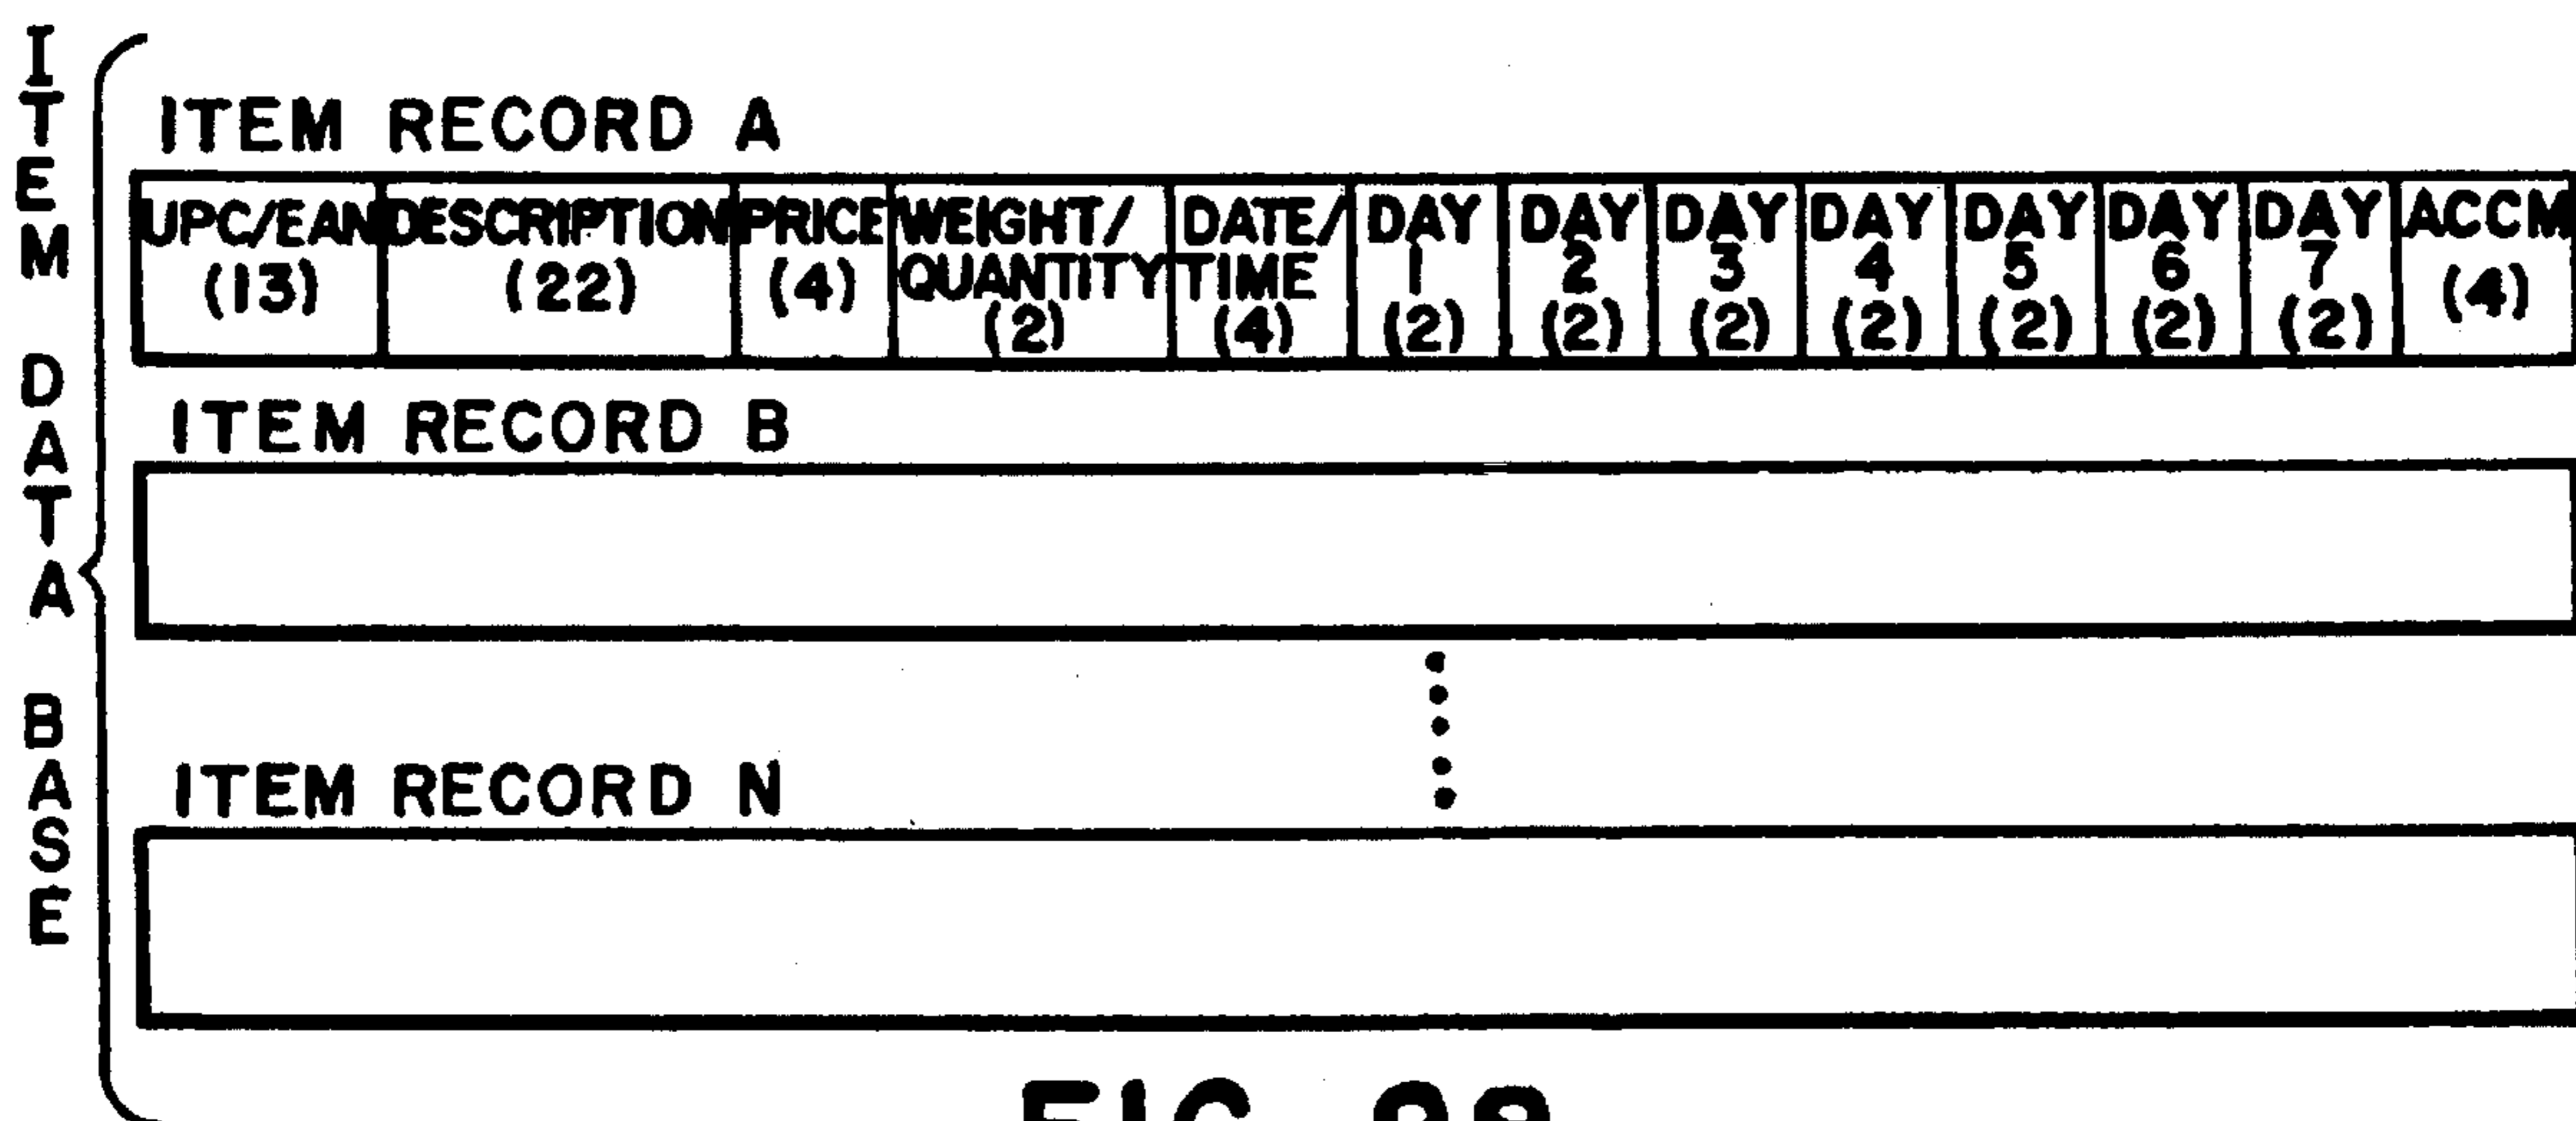 ITEM DATA BASE
ITEM RECORD A
UPC/EAN (13)
DESCRIPTION (22)
PRICE (4)
WEIGHT/
QUANTITY
(2)
DATE/
TIME
(4)
DAY
1
(2)
DAY
2
(2)
DAY
3
(2)
DAY
4
(2)
DAY
5
(2)
DAY
6
(2)
DAY
7
(2)
ACCM
(4)
ITEM RECORD B
ITEM RECORD N
FIG.